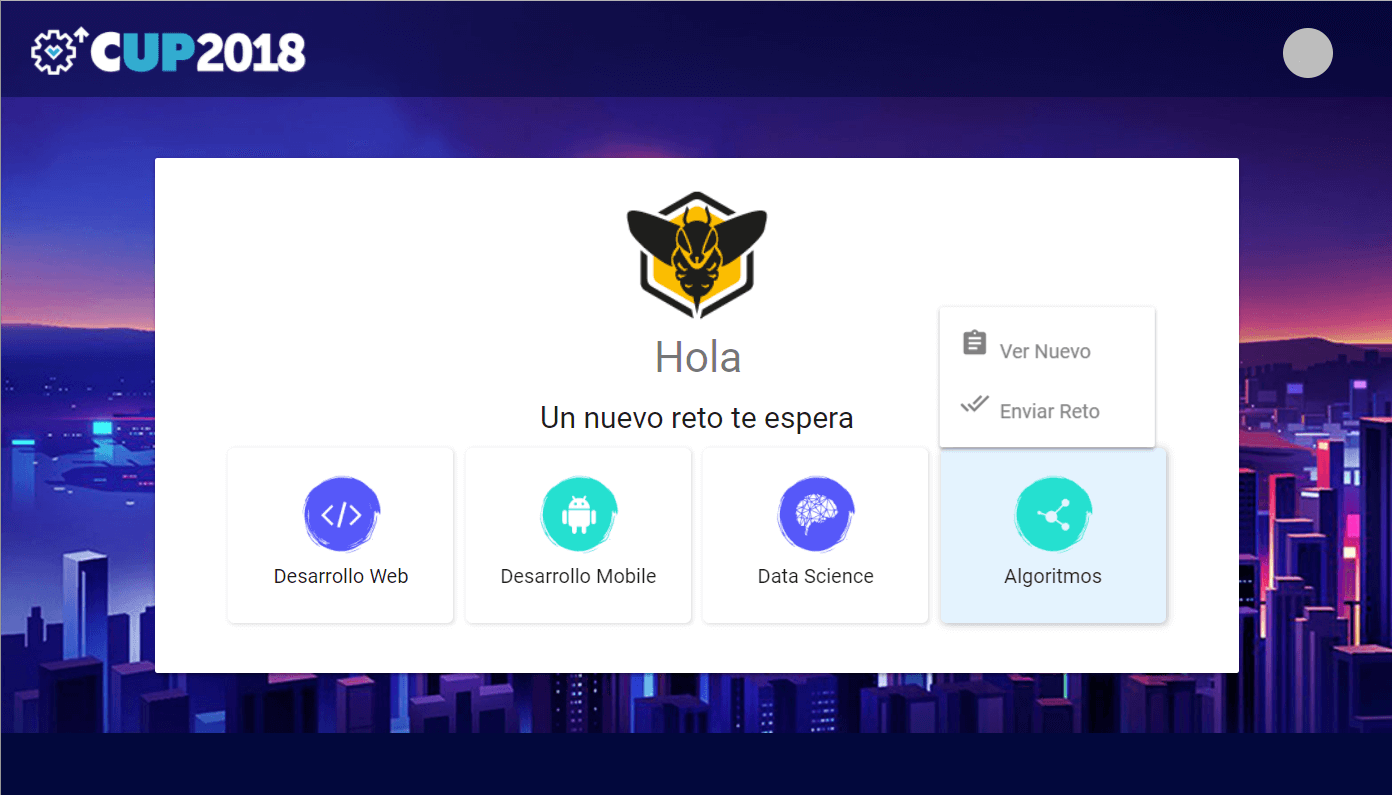 CUP2018
Hola
Un nuevo reto te espera
Ver Nuevo
Enviar Reto
Desarrollo Web
Desarrollo Mobile
Data Science
Algoritmos